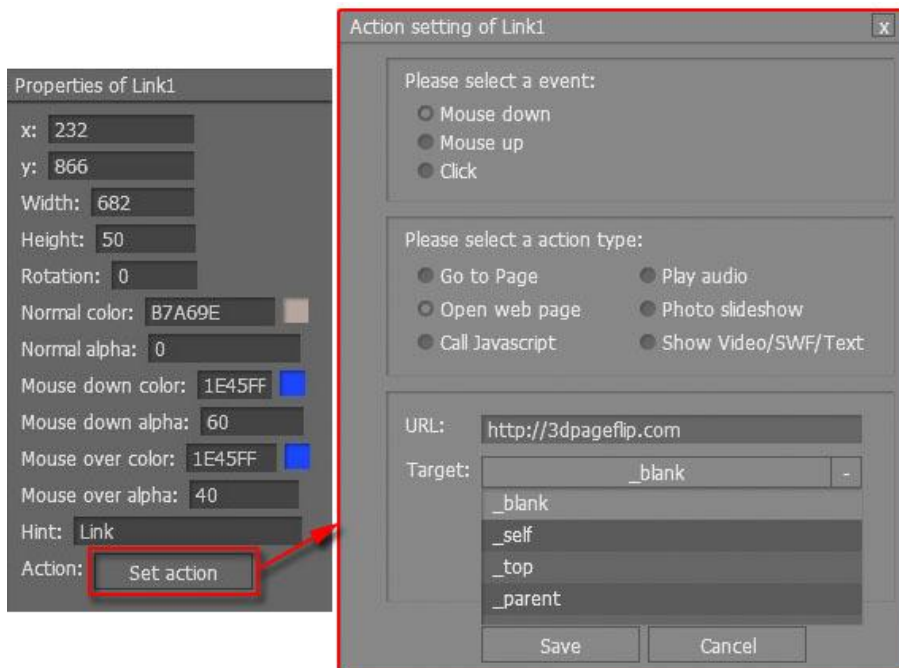 Properties of Link1
x: 232
y: 866
Width: 682
Height: 50
Rotation: 0
Normal color: B7A69E
Normal alpha: 0
Mouse down color: 1E45FF
Mouse down alpha: 60
Mouse over color: 1E45FF
Mouse over alpha: 40
Hint: Link
Action: Set action
Action setting of Link1 x
Please select a event:
Mouse down
Mouse up
Click
Please select a action type:
Go to Page Play audio
Open web page Photo slideshow
Call Javascript Show Video/SWF/Text
URL: http://3dpageflip.com
Target: _blank -
_blank
_self
_top
_parent
Save Cancel